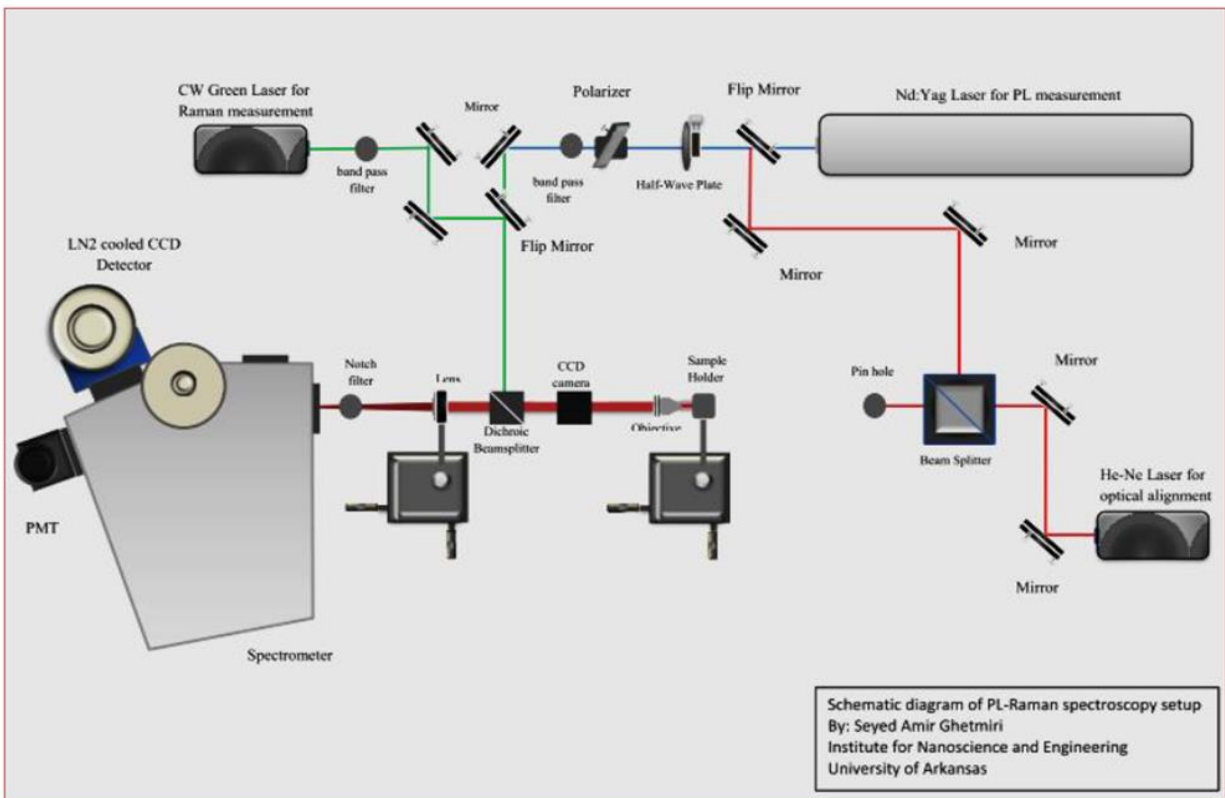 CW Green Laser for
Raman measurement
Mirror
Polarizer
Flip Mirror
Nd:Yag Laser for PL measurement
band pass
filter
band pass
filter
Half-Wave Plate
Flip Mirror
Mirror
Mirror
LN2 cooled CCD
Detector
Notch
filter
Lens
CCD
camera
Sample
Holder
Pin hole
Mirror
Dichroic
Beamsplitter
Objective
Beam Splitter
He-Ne Laser for
optical alignment
PMT
Mirror
Spectrometer
Schematic diagram of PL-Raman spectroscopy setup
By: Seyed Amir Ghetmiri
Institute for Nanoscience and Engineering
University of Arkansas